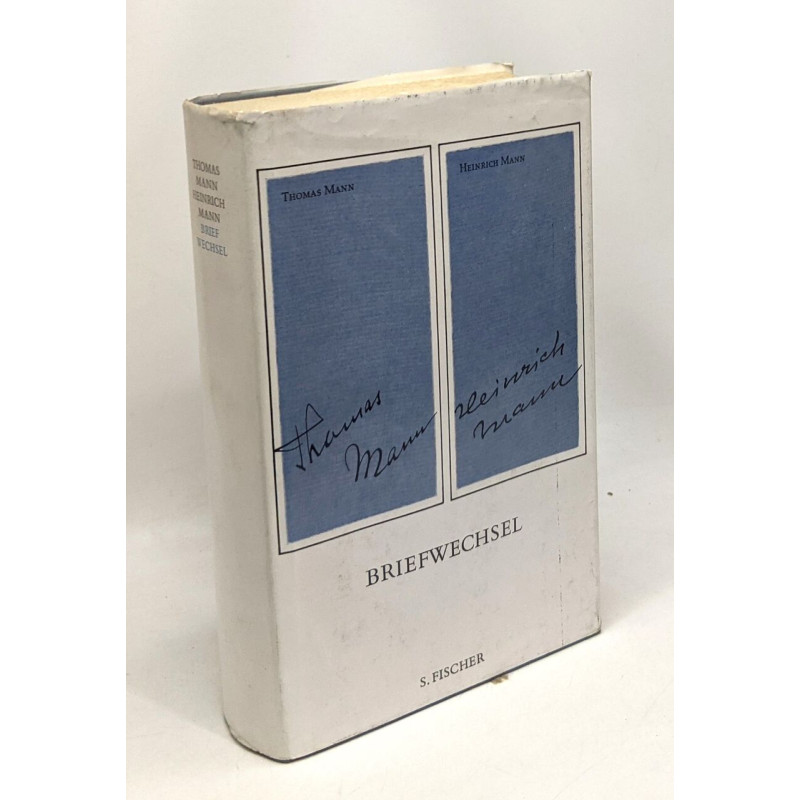 THOMAS
MANN
HEINRICH
MANN
BRIEF
WECHSEL
THOMAS MANN
HEINRICH MANN
Thomas
Mann
Heinrich
Mann
BRIEFWECHSEL
S. FISCHER